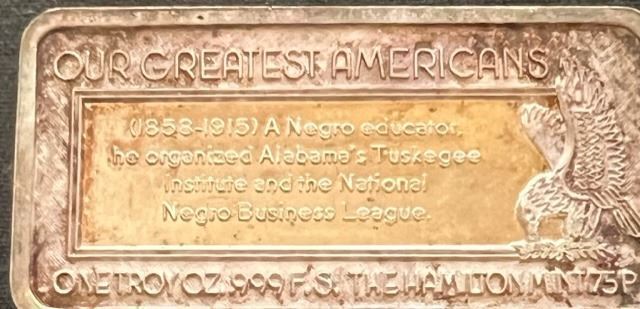 OUR GREATEST AMERICANS
(1858-1915) A Negro educator,
he organized Alabama's Tuskegee
Institute and the National
Negro Business League.
ONE TROY OZ. .999 F.S. THE HAMILTON MINT 75P